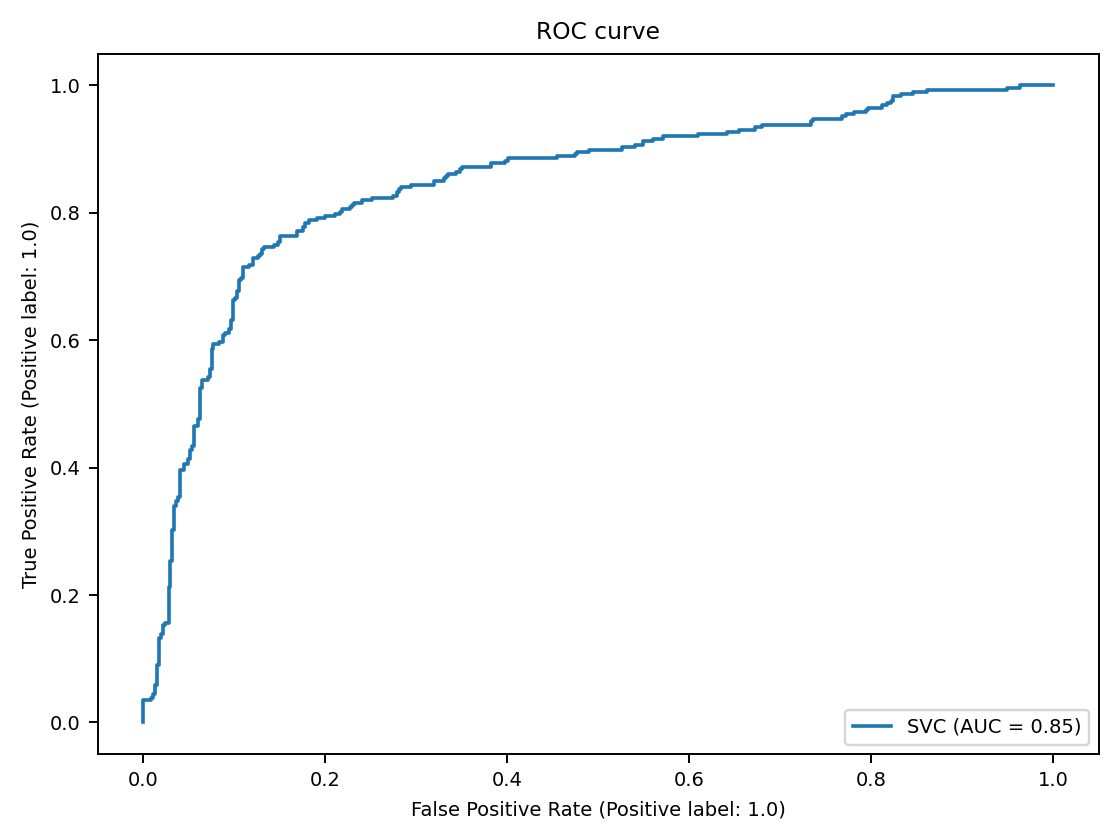 ROC curve
True Positive Rate (Positive label: 1.0)
1.0
0.8
0.6
0.4
0.2
0.0
SVC (AUC = 0.85)
0.0 0.2 0.4 0.6 0.8 1.0
False Positive Rate (Positive label: 1.0)